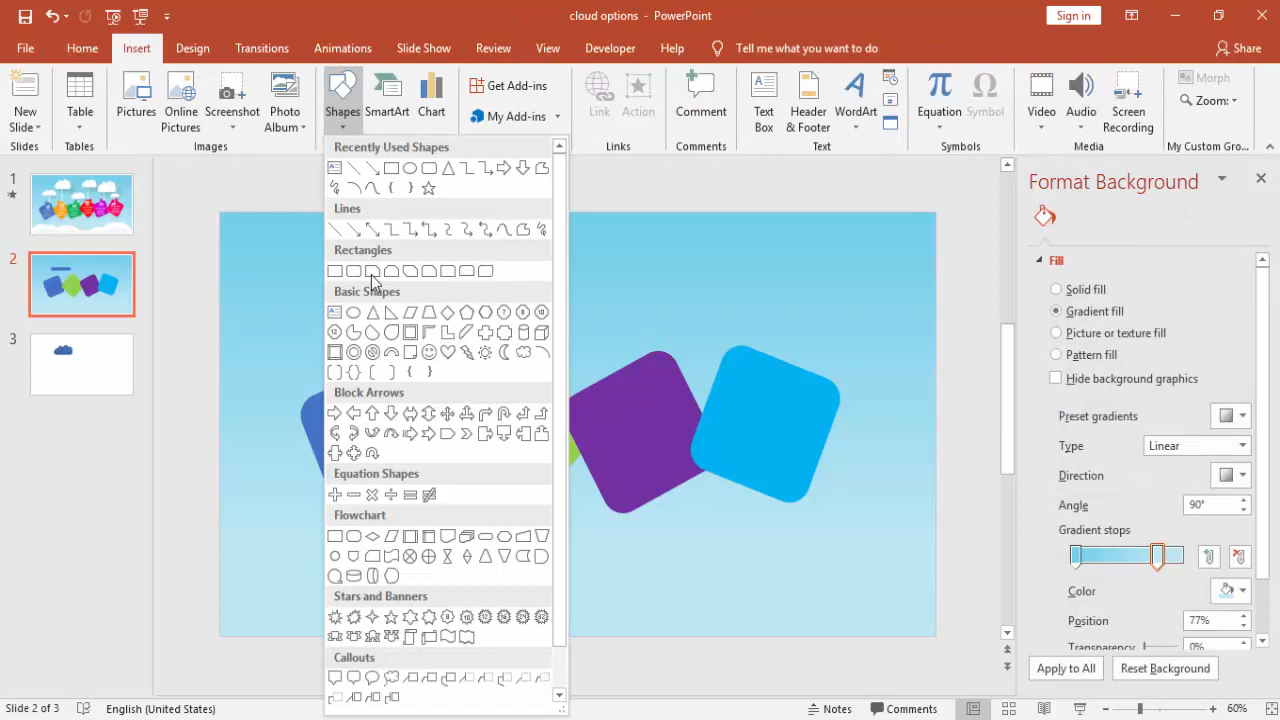 cloud options - PowerPoint
Sign in
File Home Insert Design Transitions Animations Slide Show Review View Developer Help Tell me what you want to do Share
New Slide
Table
Pictures
Online Pictures
Screenshot
Photo Album
Shapes
SmartArt
Chart
Get Add-ins
My Add-ins
Link
Action
Comment
Text Box
Header & Footer
WordArt
Equation
Symbol
Video
Audio
Screen Recording
Morph
Zoom:
Slides
Tables
Images
Links
Comments
Text
Symbols
Media
My Custom Gro...
Recently Used Shapes
Lines
Rectangles
Basic Shapes
Block Arrows
Equation Shapes
Flowchart
Stars and Banners
Callouts
1
2
3
Format Background
Fill
Solid fill
Gradient fill
Picture or texture fill
Pattern fill
Hide background graphics
Preset gradients
Type Linear
Direction
Angle 90°
Gradient stops
Color
Position 77%
Transparency 0%
Apply to All Reset Background
Slide 2 of 3 English (United States) Notes Comments 60%